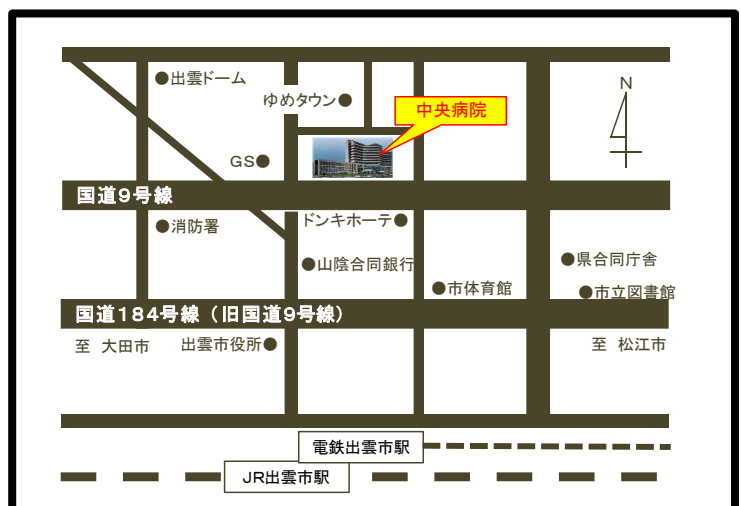 ●出雲ドーム
ゆめタウン●
中央病院
N
GS●
国道9号線
●消防署
ドンキホーテ●
●山陰合同銀行
●県合同庁舎
●市体育館
●市立図書館
国道184号線（旧国道9号線）
至 大田市
出雲市役所●
至 松江市
電鉄出雲市駅
JR出雲市駅